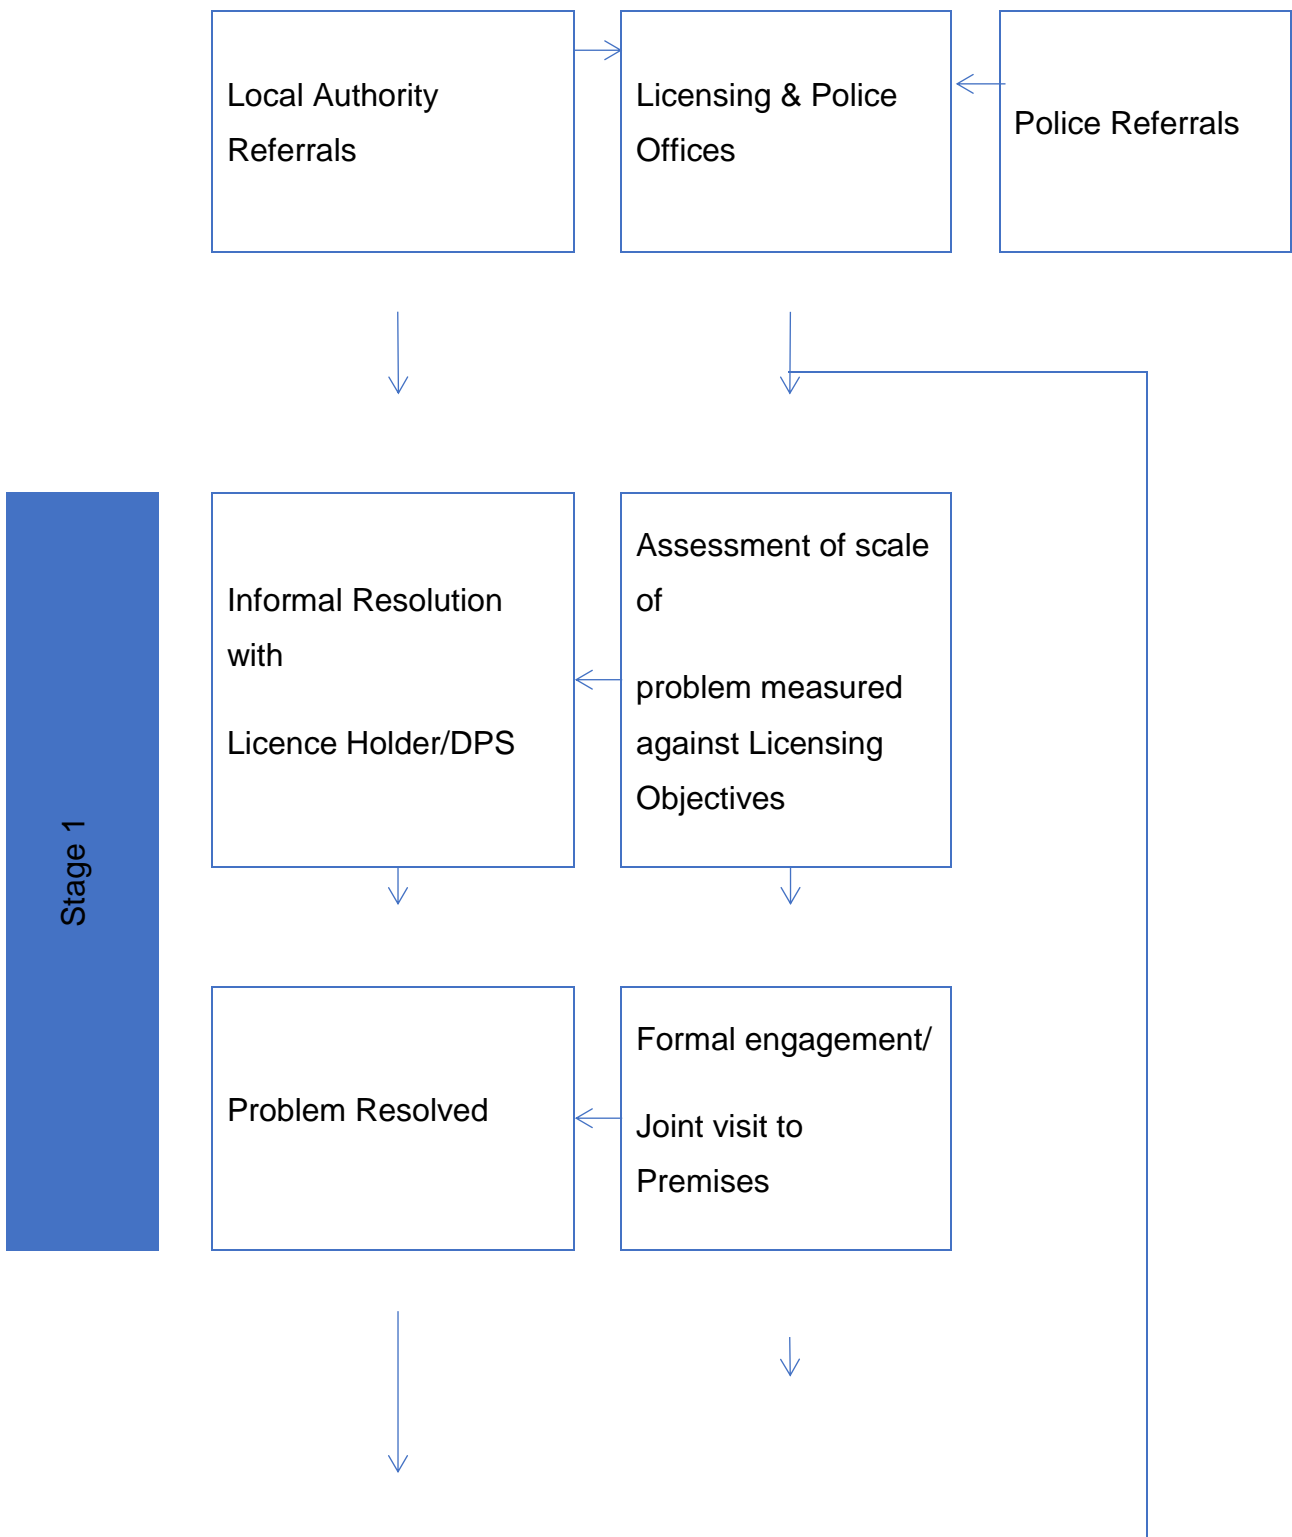 Local Authority
Referrals
Licensing & Police
Offices
Police Referrals
Stage 1
Informal Resolution
with
Licence Holder/DPS
Assessment of scale
of
problem measured
against Licensing
Objectives
Problem Resolved
Formal engagement/
Joint visit to
Premises